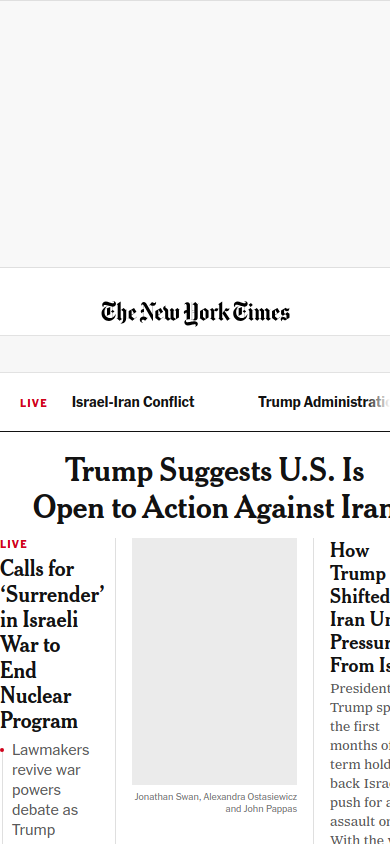 The New York Times
LIVE
Israel-Iran Conflict
Trump Administratio
Trump Suggests U.S. Is
Open to Action Against Iran
LIVE
Calls for
‘Surrender’
in Israeli
War to
End
Nuclear
Program
Lawmakers
revive war
powers
debate as
Trump
Jonathan Swan, Alexandra Ostasiewicz
and John Pappas
How
Trump
Shifted
Iran Un
Pressur
From Is
President
Trump sp
the first
months of
term hold
back Israe
push for a
assault on
With the w